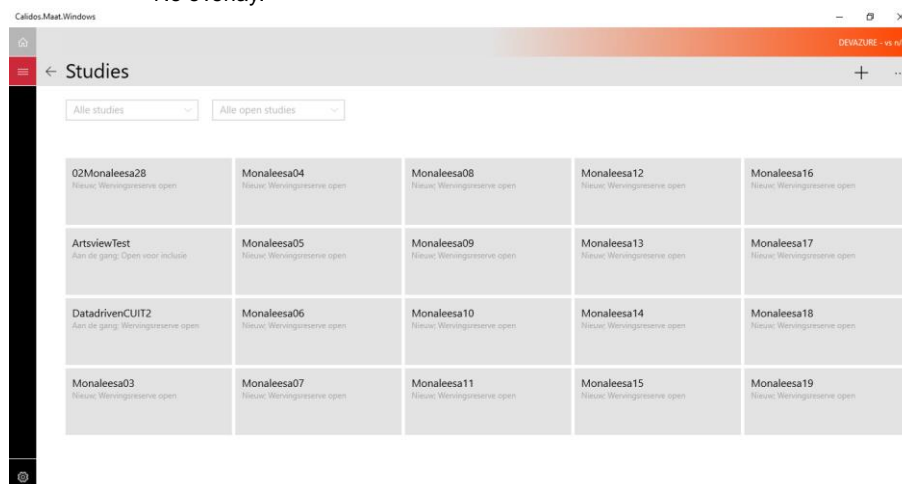 No overlay.
Calidos.Maat.Windows
DEVAZURE - vs n/
Studies
Alle studies
Alle open studies
02Monaleesa28
Nieuw; Wervingsreserve open
Monaleesa04
Nieuw; Wervingsreserve open
Monaleesa08
Nieuw; Wervingsreserve open
Monaleesa12
Nieuw; Wervingsreserve open
Monaleesa16
Nieuw; Wervingsreserve open
ArtsviewTest
Aan de gang; Open voor inclusie
Monaleesa05
Nieuw; Wervingsreserve open
Monaleesa09
Nieuw; Wervingsreserve open
Monaleesa13
Nieuw; Wervingsreserve open
Monaleesa17
Nieuw; Wervingsreserve open
DatadrivenCUIT2
Aan de gang; Wervingsreserve open
Monaleesa06
Nieuw; Wervingsreserve open
Monaleesa10
Nieuw; Wervingsreserve open
Monaleesa14
Nieuw; Wervingsreserve open
Monaleesa18
Nieuw; Wervingsreserve open
Monaleesa03
Nieuw; Wervingsreserve open
Monaleesa07
Nieuw; Wervingsreserve open
Monaleesa11
Nieuw; Wervingsreserve open
Monaleesa15
Nieuw; Wervingsreserve open
Monaleesa19
Nieuw; Wervingsreserve open